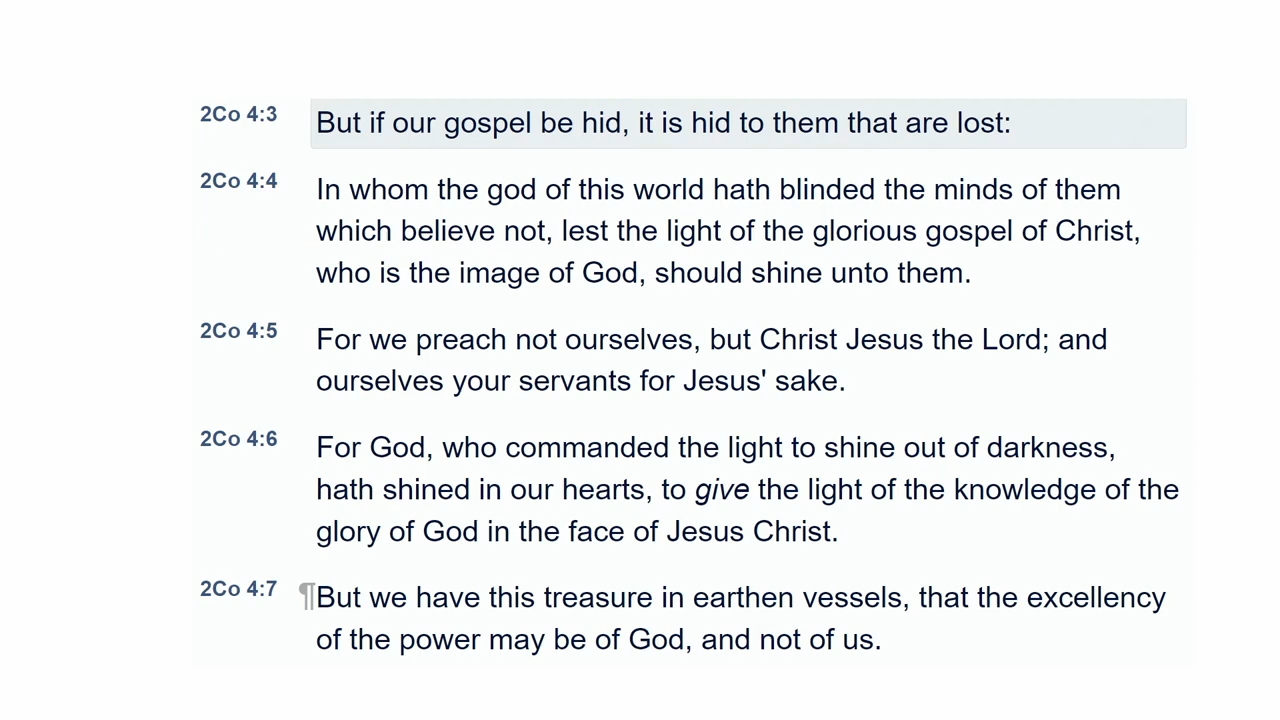 2Co 4:3 But if our gospel be hid, it is hid to them that are lost:
2Co 4:4 In whom the god of this world hath blinded the minds of them
which believe not, lest the light of the glorious gospel of Christ,
who is the image of God, should shine unto them.
2Co 4:5 For we preach not ourselves, but Christ Jesus the Lord; and
ourselves your servants for Jesus' sake.
2Co 4:6 For God, who commanded the light to shine out of darkness,
hath shined in our hearts, to give the light of the knowledge of the
glory of God in the face of Jesus Christ.
2Co 4:7 ¶But we have this treasure in earthen vessels, that the excellency
of the power may be of God, and not of us.